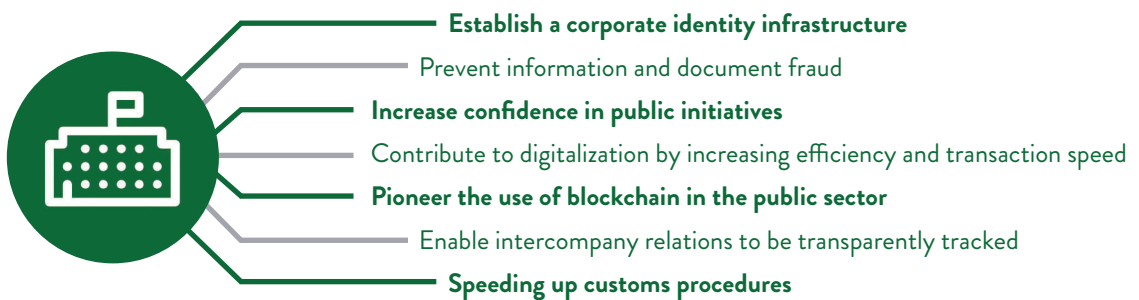 Establish a corporate identity infrastructure
Prevent information and document fraud
Increase confidence in public initiatives
Contribute to digitalization by increasing efficiency and transaction speed
Pioneer the use of blockchain in the public sector
Enable intercompany relations to be transparently tracked
Speeding up customs procedures